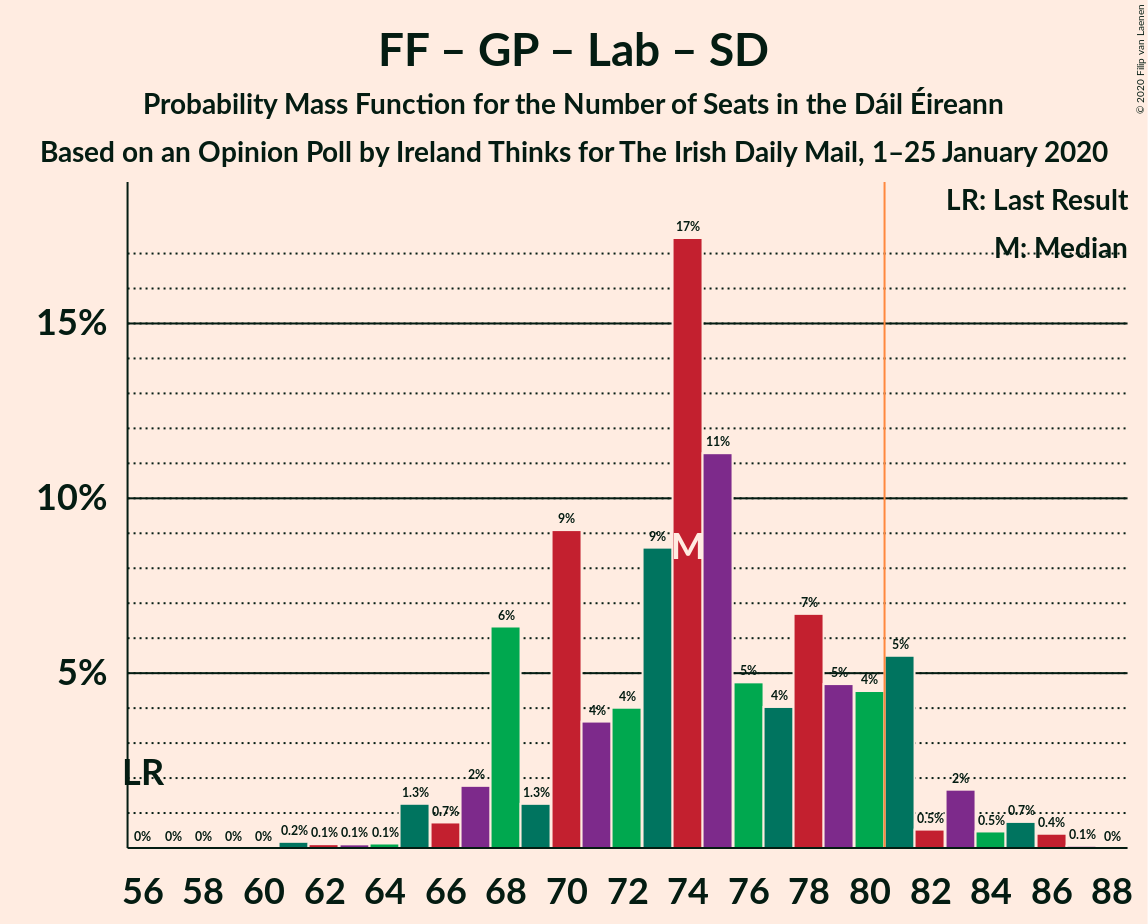 FF – GP – Lab – SD
Probability Mass Function for the Number of Seats in the Dáil Éireann
Based on an Opinion Poll by Ireland Thinks for The Irish Daily Mail, 1–25 January 2020
© 2020 Filip van Laenen
LR: Last Result
M: Median
15%
10%
5%
LR
M
0% 0% 0% 0% 0% 0.2% 0.1% 0.1% 0.1% 1.3% 0.7% 2% 6% 1.3% 9% 4% 4% 9% 17% 11% 5% 4% 7% 5% 4% 5% 0.5% 2% 0.5% 0.7% 0.4% 0.1% 0%
56 58 60 62 64 66 68 70 72 74 76 78 80 82 84 86 88